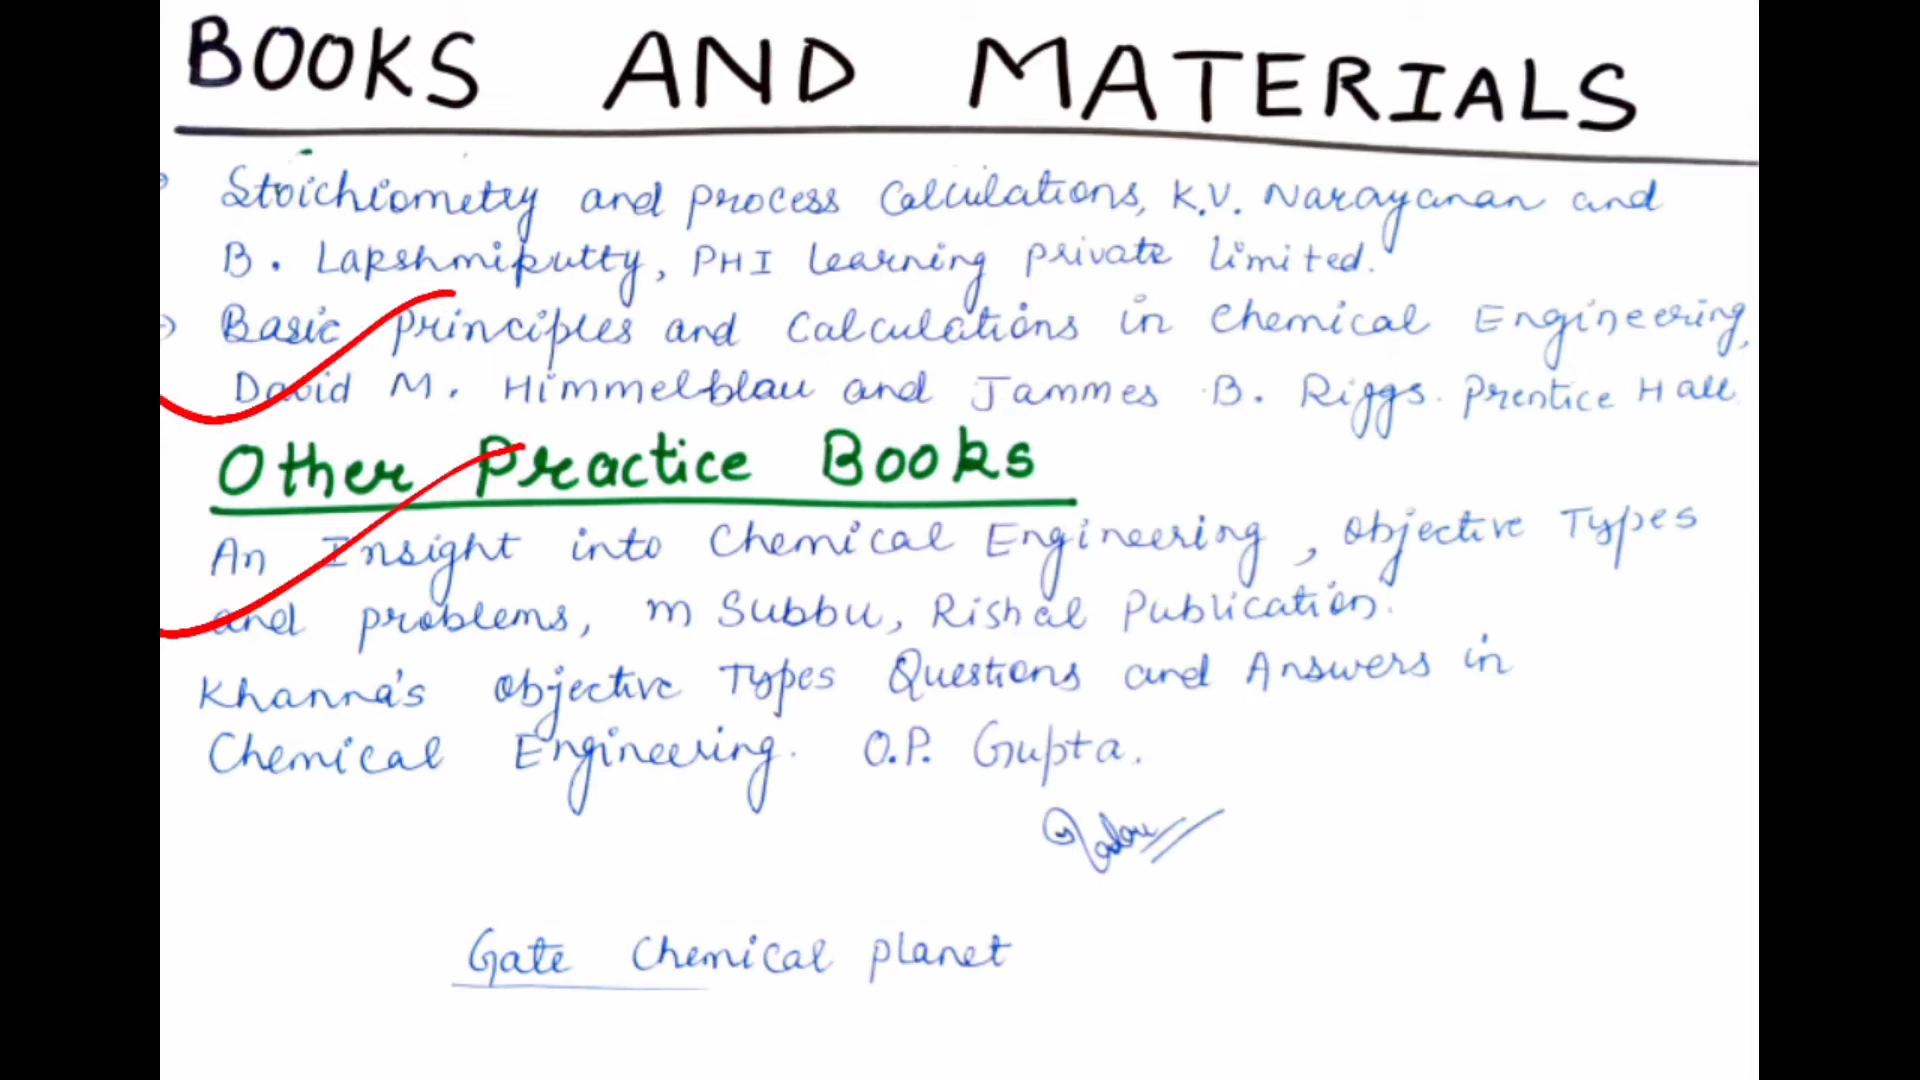 BOOKS AND MATERIALS
Stoichiometry and process Calculations, K.V. Narayanan and
B. Lakshmikutty, PHI learning private limited.
Basic principles and Calculations in Chemical Engineering,
David M. Himmelblau and Jammes B. Riggs. Prentice Hall
Other Practice Books
An Insight into Chemical Engineering, Objective Types
and problems, M Subbu, Rishal Publication.
Khanna's Objective Types Questions and Answers in
Chemical Engineering. O.P. Gupta.
Gate Chemical planet